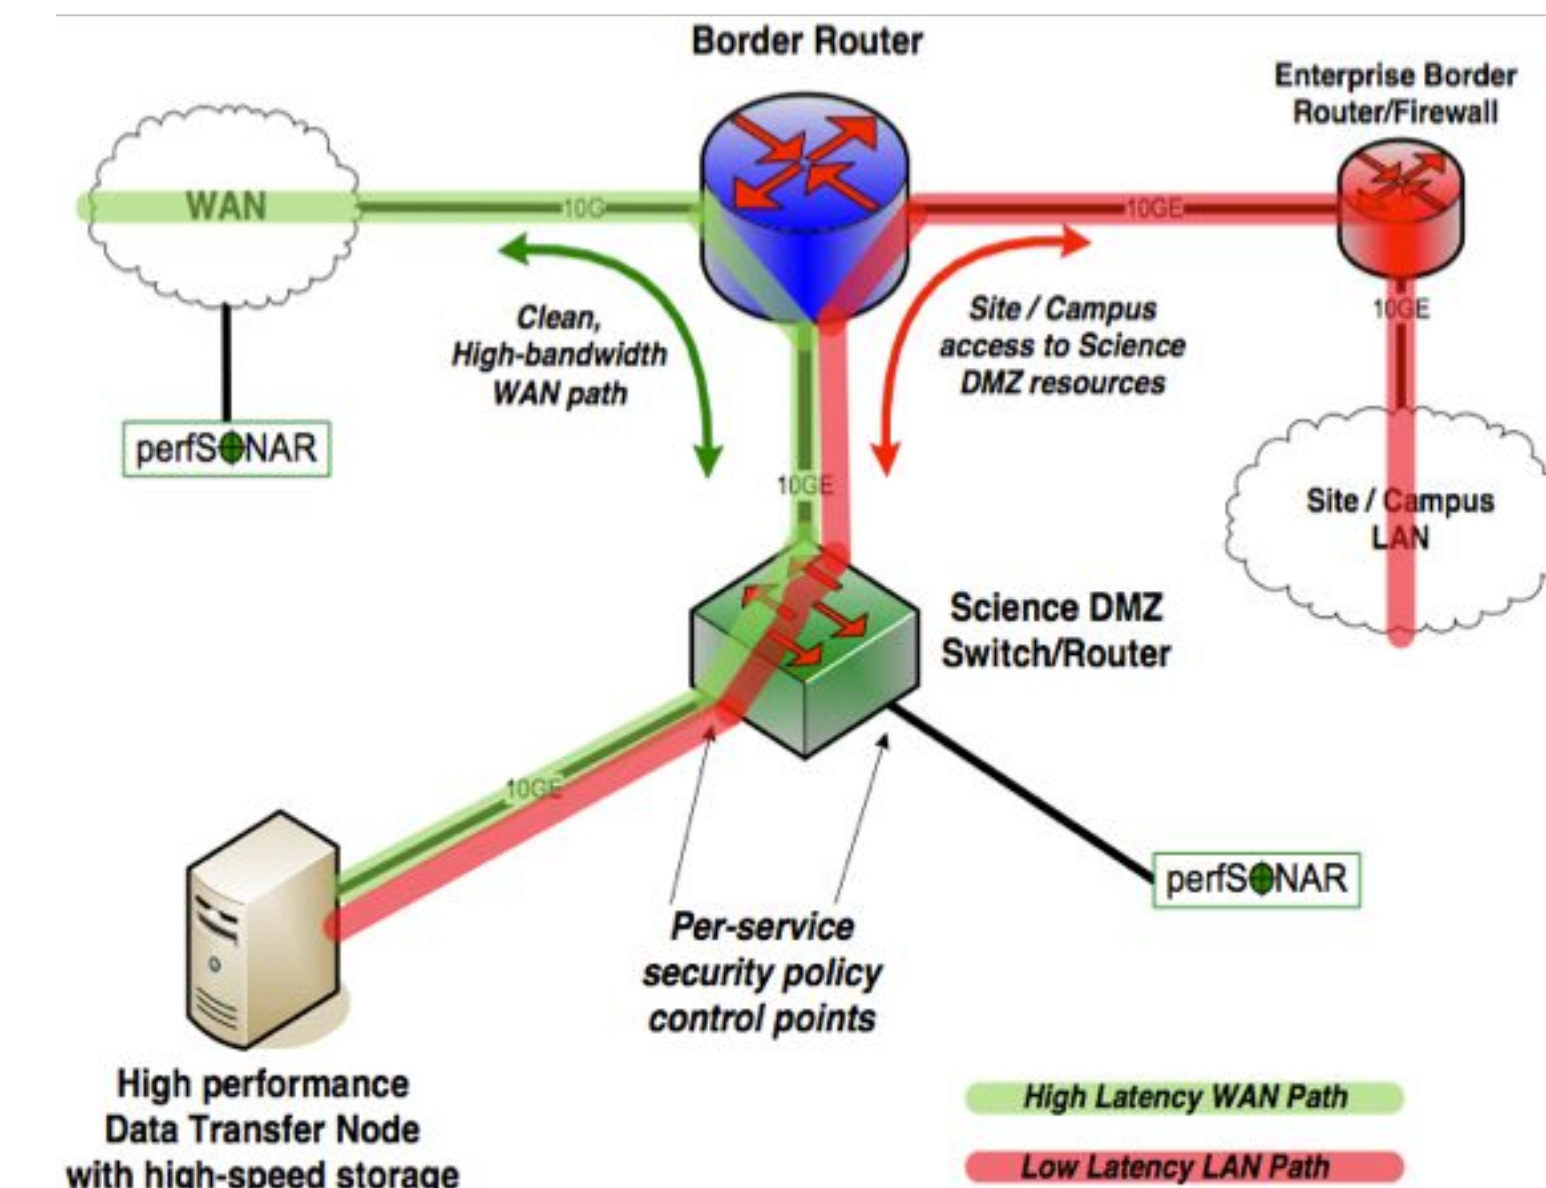 Border Router
Enterprise Border
Router/Firewall
WAN
10G
10GE
10GE
Clean,
High-bandwidth
WAN path
Site / Campus
access to Science
DMZ resources
perfSONAR
10GE
Site / Campus
LAN
Science DMZ
Switch/Router
10GE
perfSONAR
Per-service
security policy
control points
High performance
Data Transfer Node
with high-speed storage
High Latency WAN Path
Low Latency LAN Path